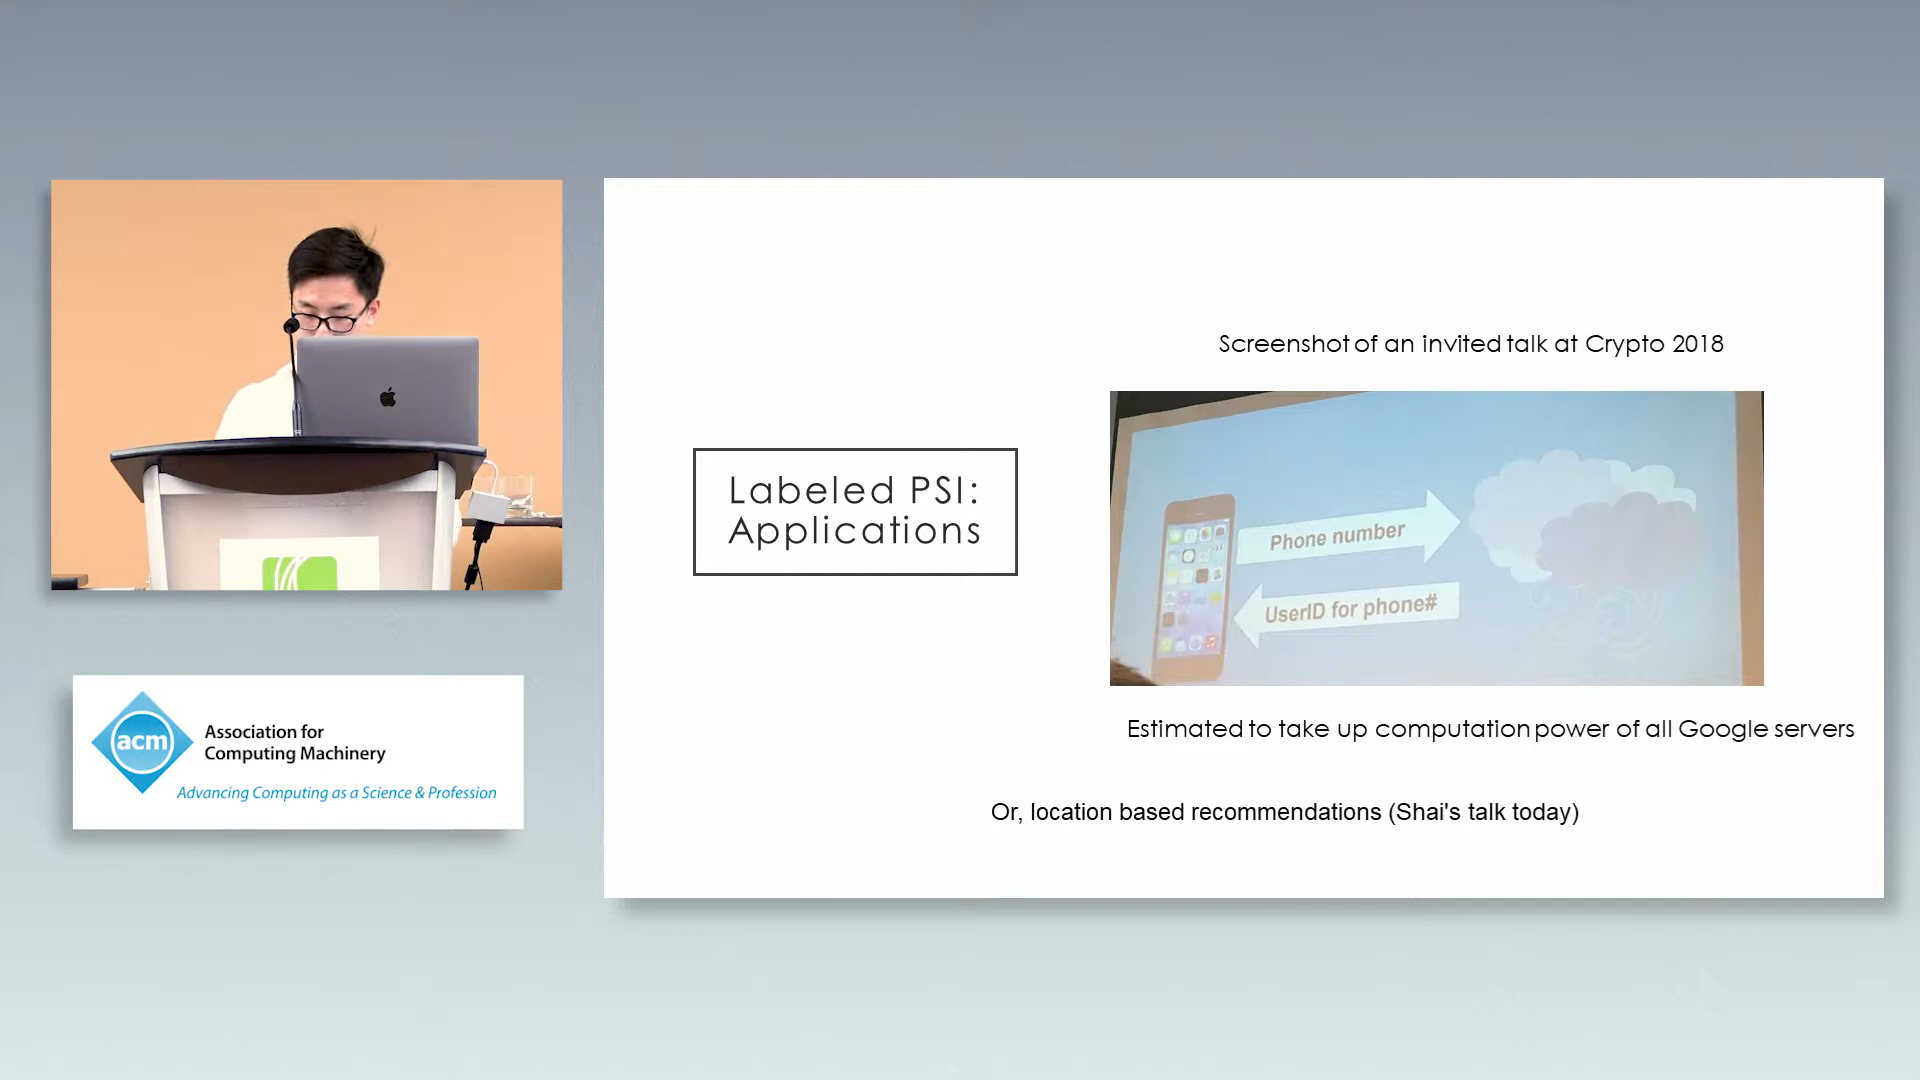 Screenshot of an invited talk at Crypto 2018
Labeled PSI:
Applications
Phone number
UserID for phone#
Estimated to take up computation power of all Google servers
Or, location based recommendations (Shai's talk today)
acm
Association for
Computing Machinery
Advancing Computing as a Science & Profession